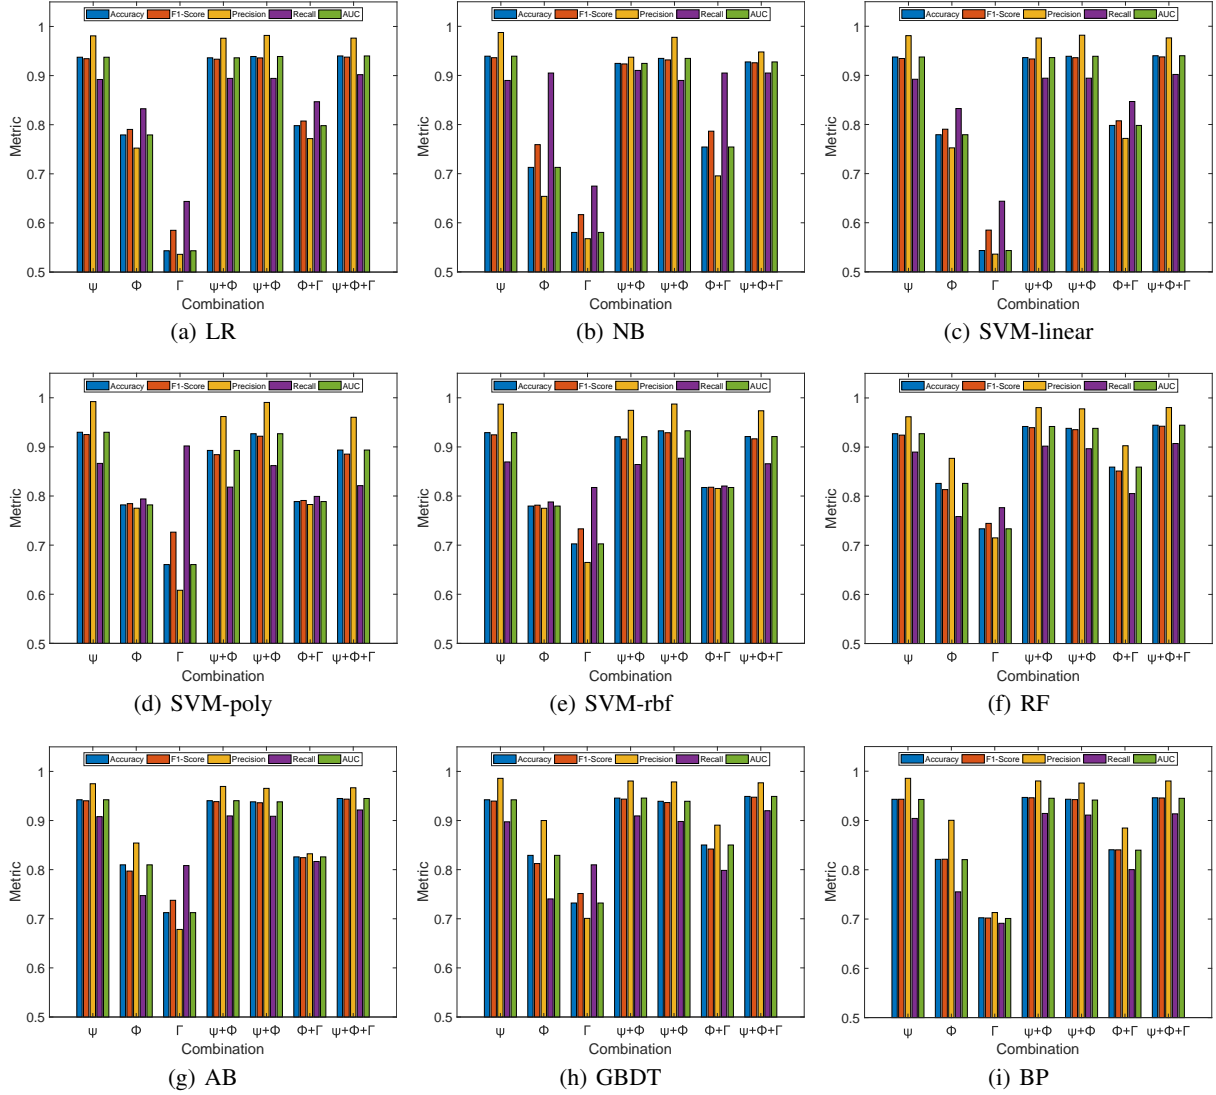 Accuracy F1-Score Precision Recall AUC
1
0.9
0.8
0.7
0.6
0.5
Metric
ψ Φ Γ ψ+Φ ψ+Φ Φ+Γ ψ+Φ+Γ
Combination
(a) LR
Accuracy F1-Score Precision Recall AUC
1
0.9
0.8
0.7
0.6
0.5
Metric
ψ Φ Γ ψ+Φ ψ+Φ Φ+Γ ψ+Φ+Γ
Combination
(b) NB
Accuracy F1-Score Precision Recall AUC
1
0.9
0.8
0.7
0.6
0.5
Metric
ψ Φ Γ ψ+Φ ψ+Φ Φ+Γ ψ+Φ+Γ
Combination
(c) SVM-linear
Accuracy F1-Score Precision Recall AUC
1
0.9
0.8
0.7
0.6
0.5
Metric
ψ Φ Γ ψ+Φ ψ+Φ Φ+Γ ψ+Φ+Γ
Combination
(d) SVM-poly
Accuracy F1-Score Precision Recall AUC
1
0.9
0.8
0.7
0.6
0.5
Metric
ψ Φ Γ ψ+Φ ψ+Φ Φ+Γ ψ+Φ+Γ
Combination
(e) SVM-rbf
Accuracy F1-Score Precision Recall AUC
1
0.9
0.8
0.7
0.6
0.5
Metric
ψ Φ Γ ψ+Φ ψ+Φ Φ+Γ ψ+Φ+Γ
Combination
(f) RF
Accuracy F1-Score Precision Recall AUC
1
0.9
0.8
0.7
0.6
0.5
Metric
ψ Φ Γ ψ+Φ ψ+Φ Φ+Γ ψ+Φ+Γ
Combination
(g) AB
Accuracy F1-Score Precision Recall AUC
1
0.9
0.8
0.7
0.6
0.5
Metric
ψ Φ Γ ψ+Φ ψ+Φ Φ+Γ ψ+Φ+Γ
Combination
(h) GBDT
Accuracy F1-Score Precision Recall AUC
1
0.9
0.8
0.7
0.6
0.5
Metric
ψ Φ Γ ψ+Φ ψ+Φ Φ+Γ ψ+Φ+Γ
Combination
(i) BP